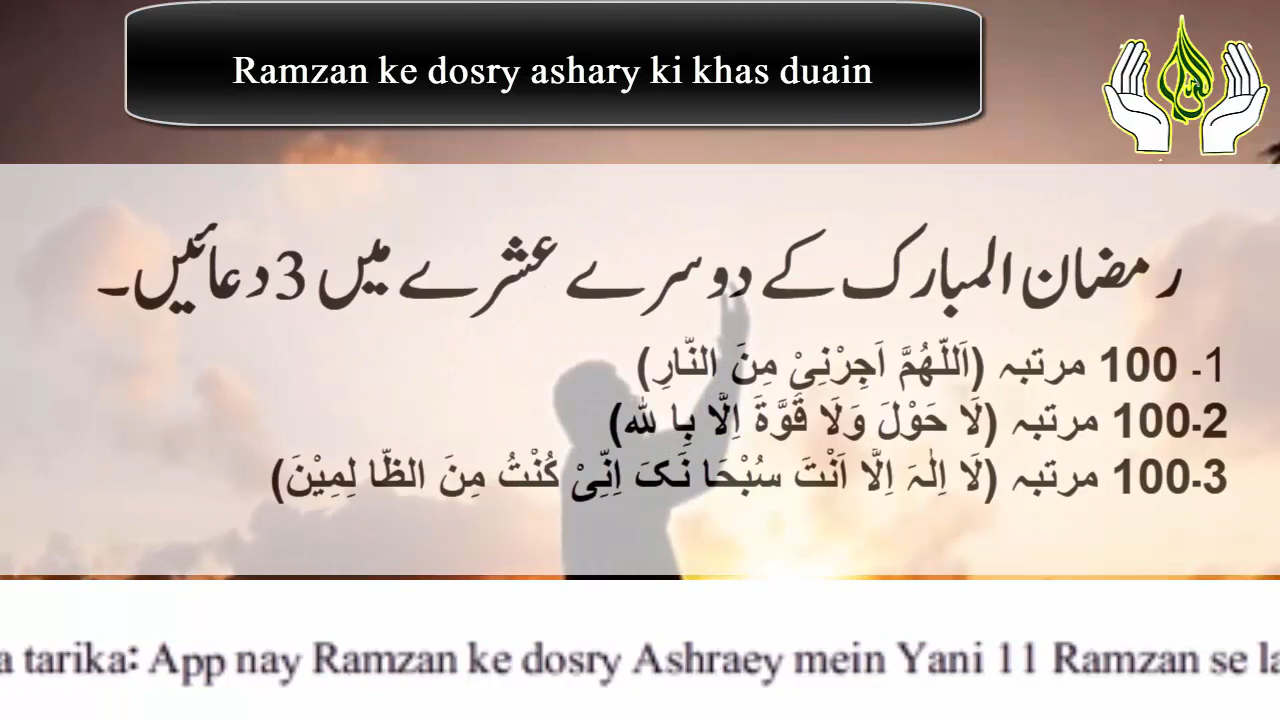 Ramzan ke dosry ashary ki khas duain
رمضان المبارک کے دوسرے عشرے میں 3 دعائیں۔
1- 100 مرتبہ (اَللّٰھُمَّ اَجِرْنِیْ مِنَ النَّارِ)
2-100 مرتبہ (لَا حَوْلَ وَلَا قُوَّةَ اِلَّا بِا للہ)
3-100 مرتبہ (لَا اِلٰہَ اِلَّا اَنْتَ سُبْحَا نَکَ اِنِّیْ کُنْتُ مِنَ الظَّا لِمِیْنَ)
a tarika: App nay Ramzan ke dosry Ashraey mein Yani 11 Ramzan se la